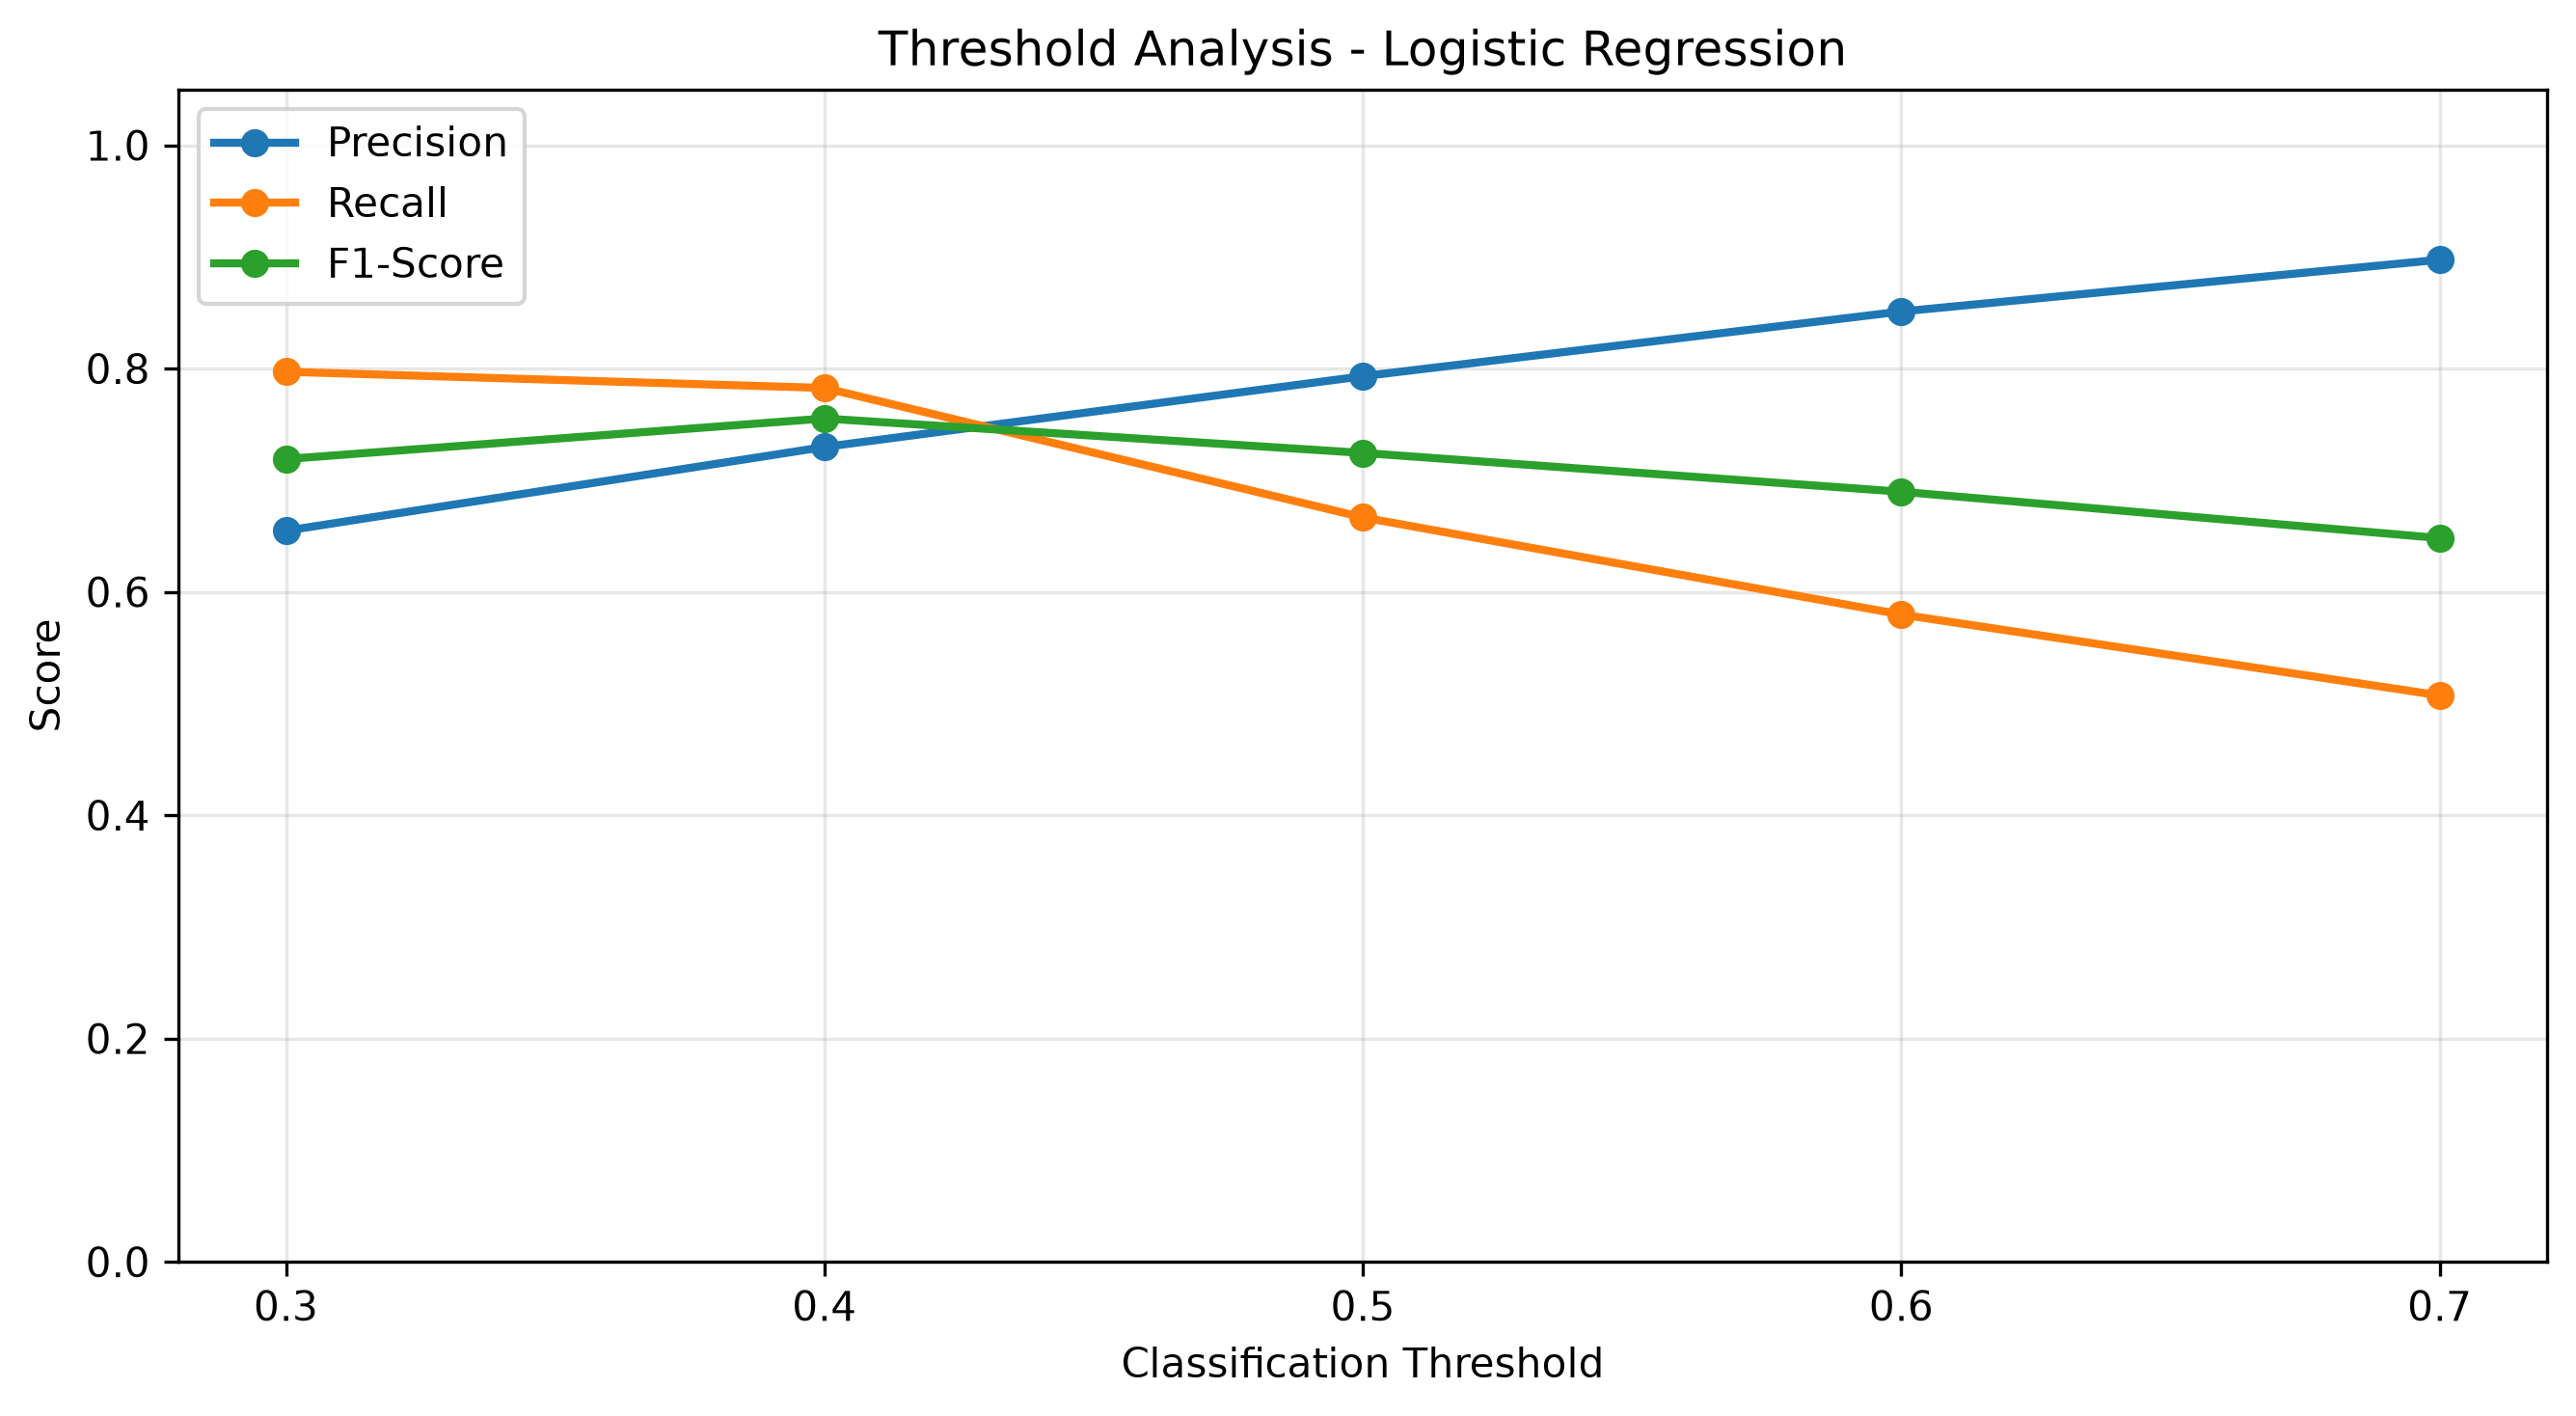 Threshold Analysis - Logistic Regression
Precision
Recall
F1-Score
1.0
0.8
0.6
0.4
0.2
0.0
Score
0.3 0.4 0.5 0.6 0.7
Classification Threshold